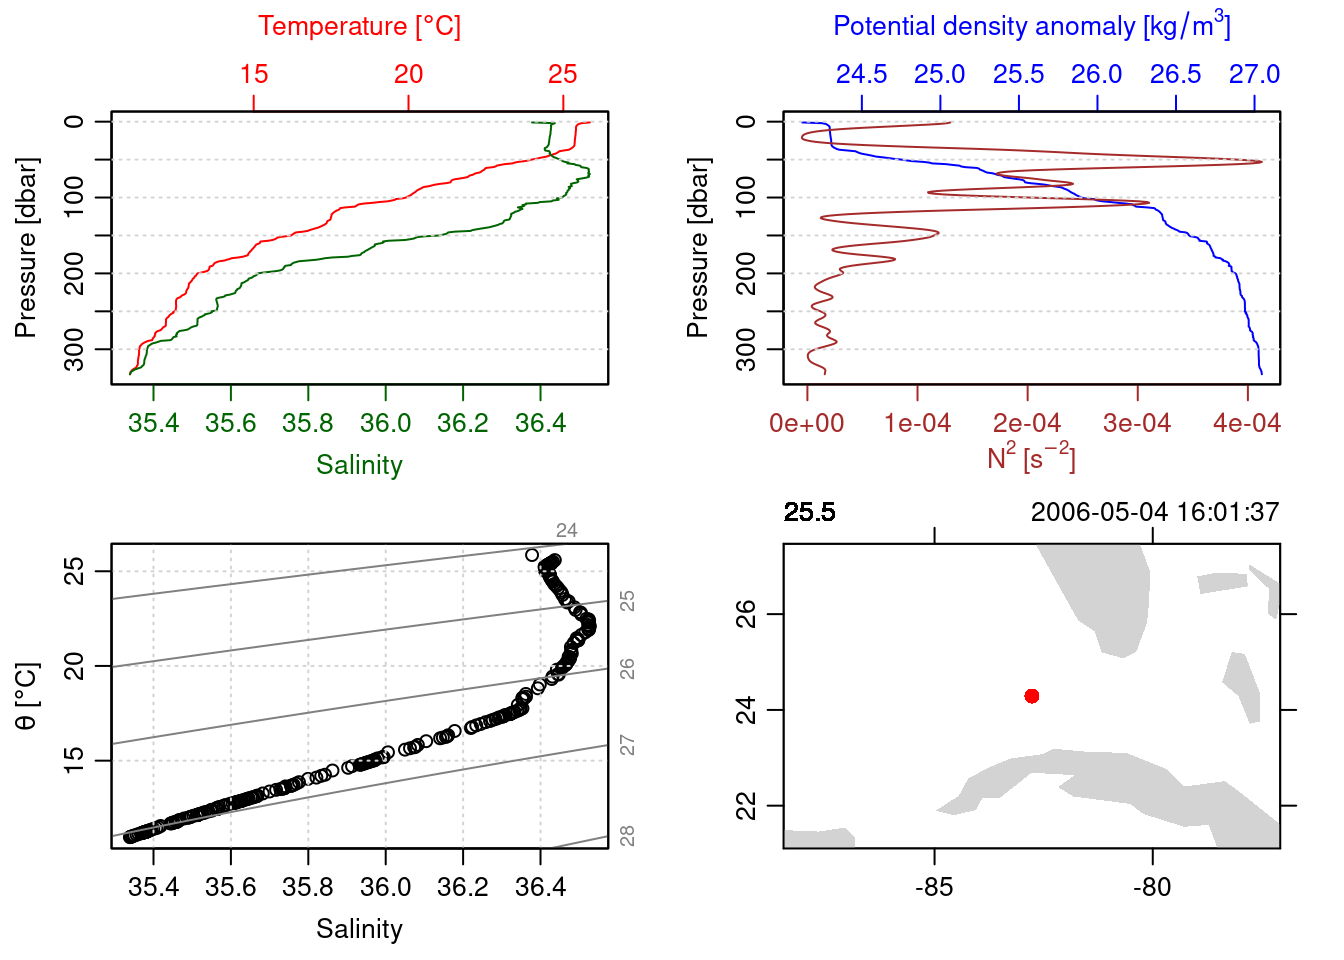 Temperature [°C]
15 20 25
0
100
200
300
Pressure [dbar]
35.4 35.6 35.8 36.0 36.2 36.4
Salinity
Potential density anomaly [kg/m³]
24.5 25.0 25.5 26.0 26.5 27.0
0
100
200
300
Pressure [dbar]
0e+00 1e-04 2e-04 3e-04 4e-04
N² [s⁻²]
24
25
26
27
28
25
20
15
θ [°C]
35.4 35.6 35.8 36.0 36.2 36.4
Salinity
25.5 2006-05-04 16:01:37
26
24
22
-85 -80